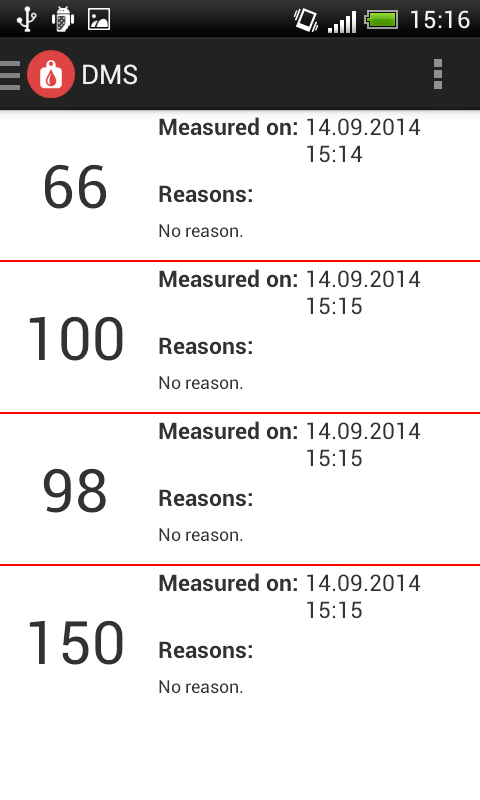 15:16
DMS
Measured on: 14.09.2014
15:14
66
Reasons:
No reason.
Measured on: 14.09.2014
15:15
100
Reasons:
No reason.
Measured on: 14.09.2014
15:15
98
Reasons:
No reason.
Measured on: 14.09.2014
15:15
150
Reasons:
No reason.